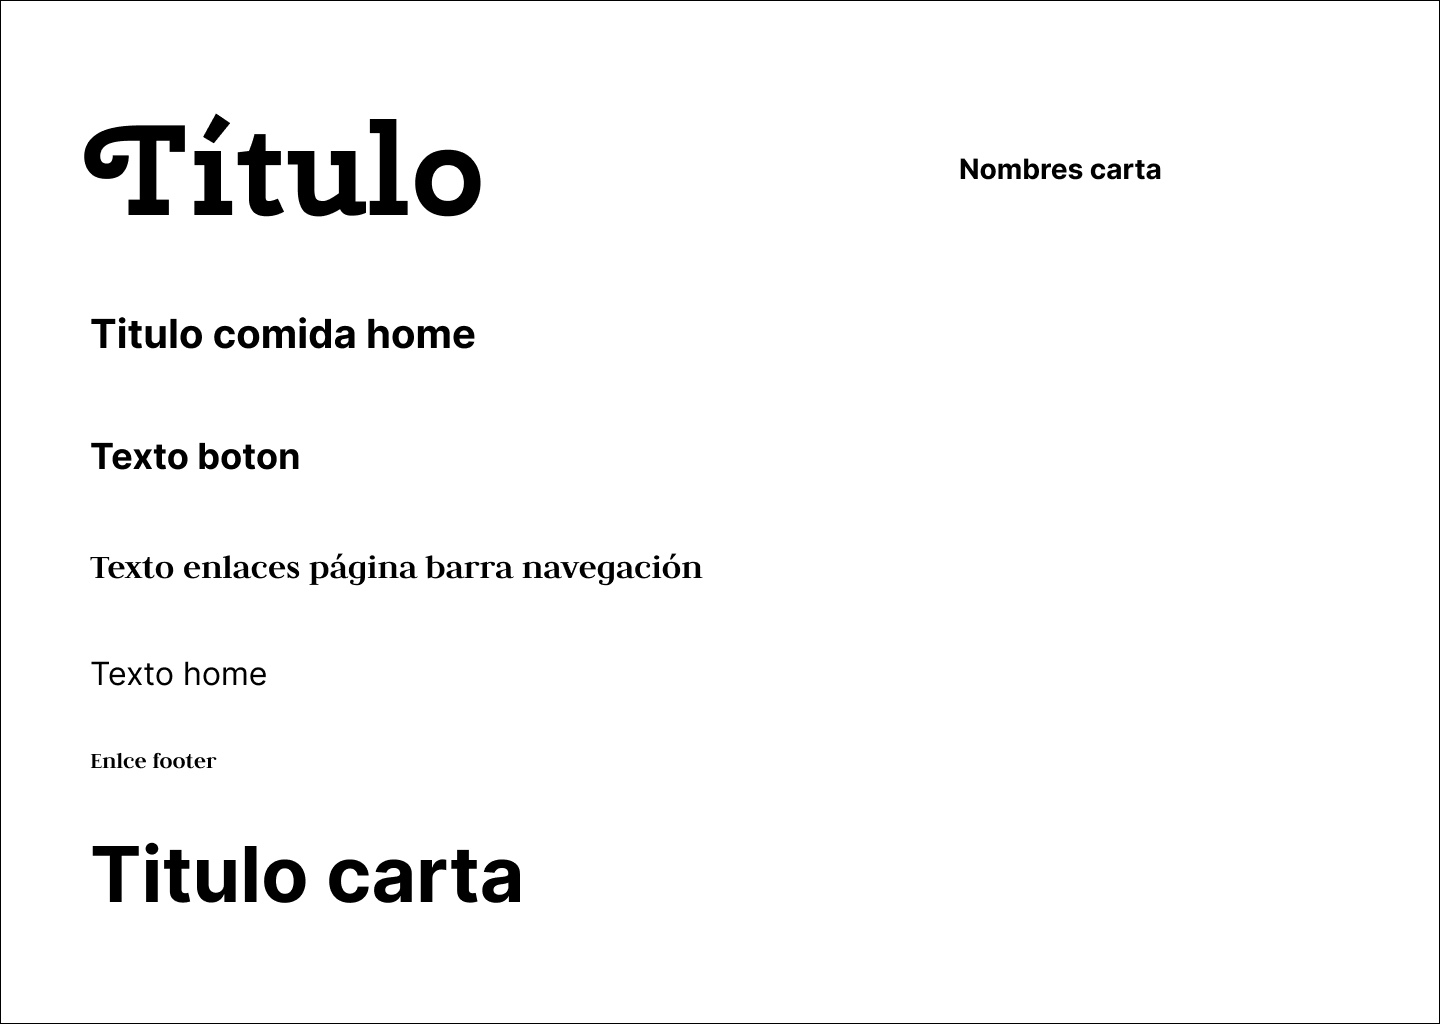 Título
Nombres carta
Titulo comida home
Texto boton
Texto enlaces página barra navegación
Texto home
Enlce footer
Titulo carta